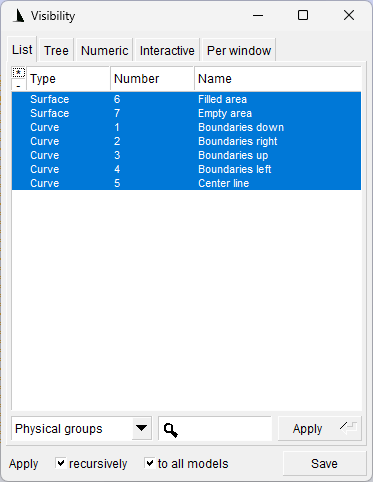 Visibility
List Tree Numeric Interactive Per window
* Type Number Name
-
Surface 6 Filled area
Surface 7 Empty area
Curve 1 Boundaries down
Curve 2 Boundaries right
Curve 3 Boundaries up
Curve 4 Boundaries left
Curve 5 Center line
Physical groups Apply
Apply recursively to all models Save